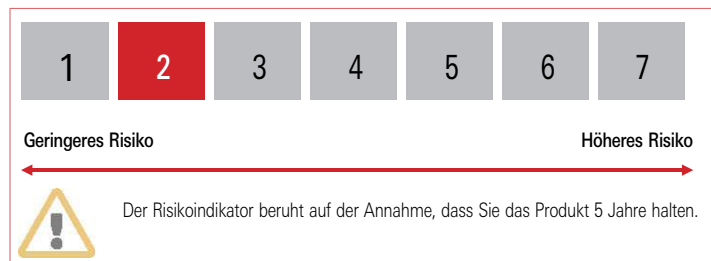 1 2 3 4 5 6 7
Geringeres Risiko Höheres Risiko
Der Risikoindikator beruht auf der Annahme, dass Sie das Produkt 5 Jahre halten.